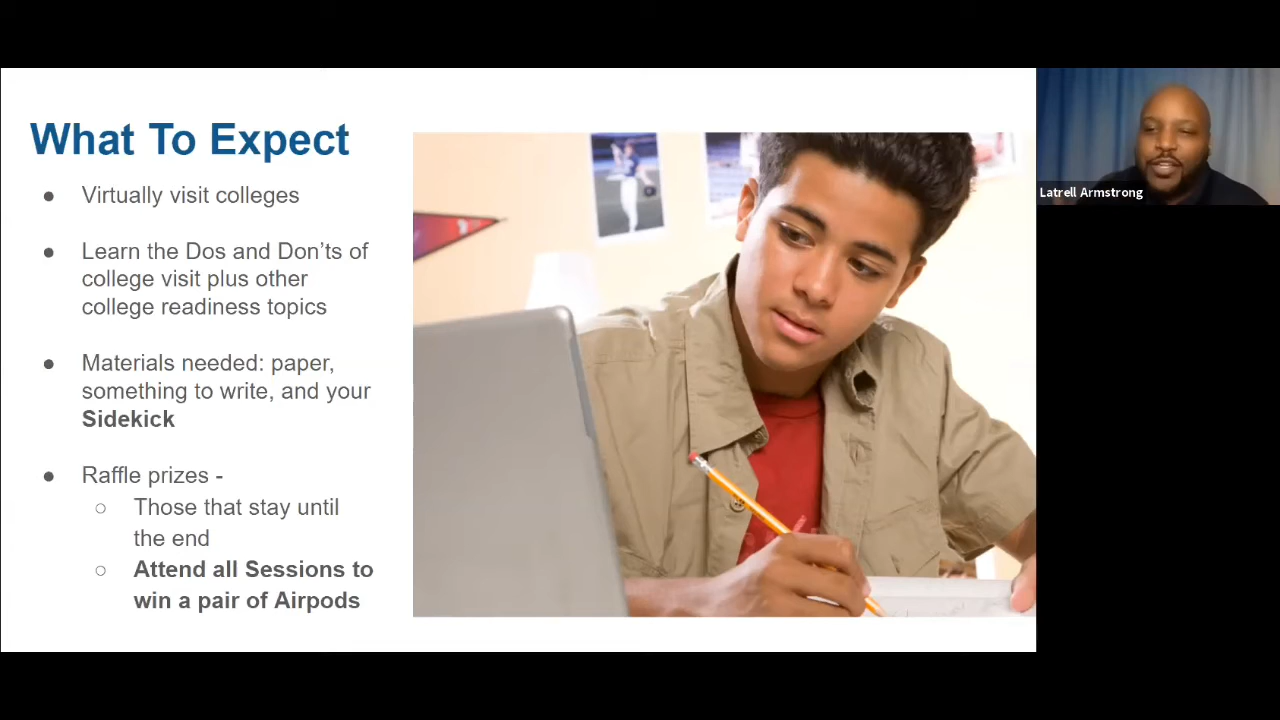 What To Expect
● Virtually visit colleges
● Learn the Dos and Don'ts of
college visit plus other
college readiness topics
● Materials needed: paper,
something to write, and your
Sidekick
● Raffle prizes -
○ Those that stay until
the end
○ Attend all Sessions to
win a pair of Airpods
Latrell Armstrong